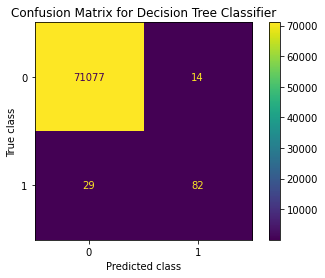 Confusion Matrix for Decision Tree Classifier
70000
0 71077 14
60000
50000
True class
40000
30000
1 29 82
20000
10000
0 1
Predicted class